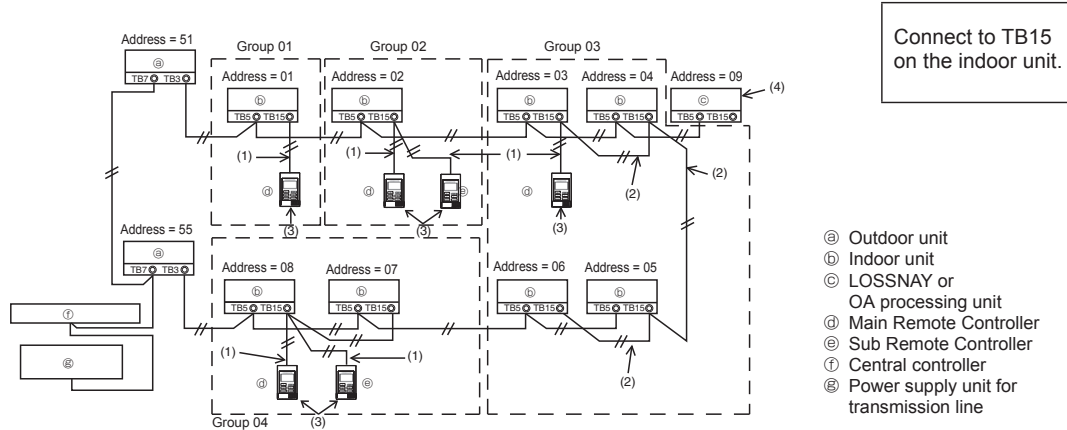 Address = 51
Group 01
Group 02
Group 03
Connect to TB15
on the indoor unit.
ⓐ
TB7 TB3
Address = 01
Address = 02
Address = 03
Address = 04
Address = 09
ⓑ
ⓑ
ⓑ
ⓑ
ⓒ
(4)
TB5 TB15
TB5 TB15
TB5 TB15
TB5 TB15
TB5 TB15
(1)
(1)
(1)
(2)
(2)
ⓓ
ⓓ
ⓔ
ⓓ
(3)
(3)
(3)
Address = 55
ⓐ
TB7 TB3
Address = 08
Address = 07
Address = 06
Address = 05
ⓑ
ⓑ
ⓑ
ⓑ
TB5 TB15
TB5 TB15
TB5 TB15
TB5 TB15
ⓕ
ⓖ
(1)
(1)
(2)
ⓓ
ⓔ
(3)
Group 04
ⓐ Outdoor unit
ⓑ Indoor unit
ⓒ LOSSNAY or
OA processing unit
ⓓ Main Remote Controller
ⓔ Sub Remote Controller
ⓕ Central controller
ⓖ Power supply unit for
transmission line